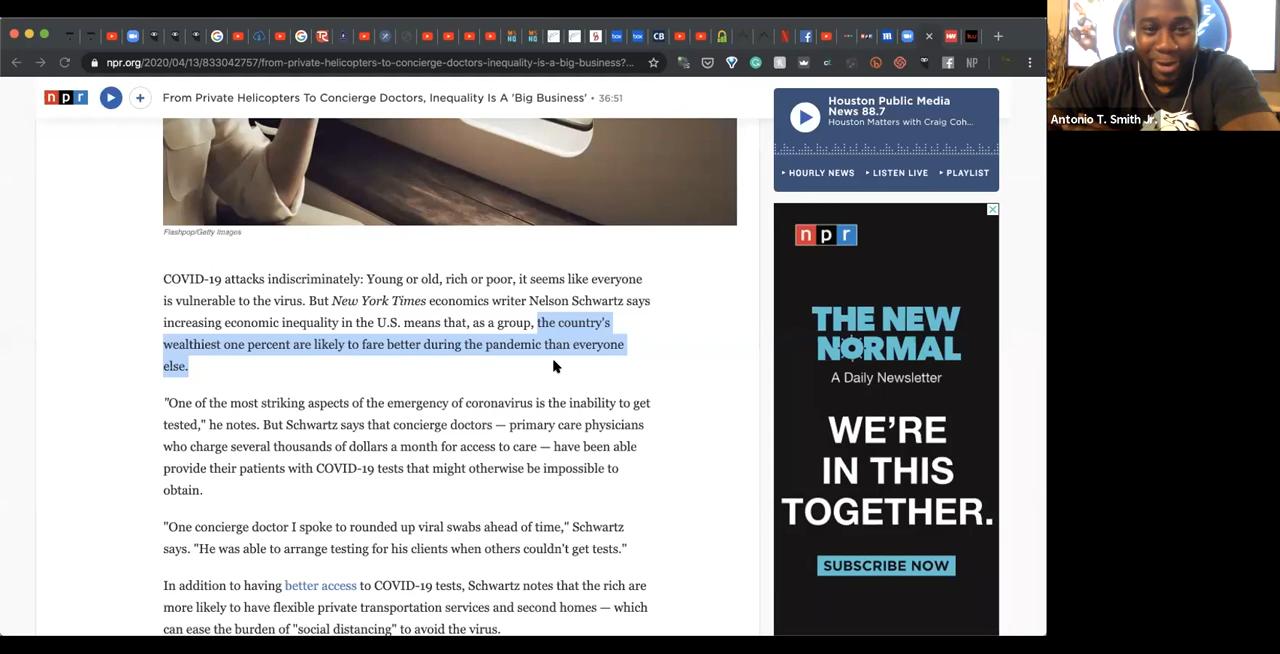 npr.org/2020/04/13/833042757/from-private-helicopters-to-concierge-doctors-inequality-is-a-big-business?...
NP
n p r
From Private Helicopters To Concierge Doctors, Inequality Is A 'Big Business' • 36:51
Flashpop/Getty Images
COVID-19 attacks indiscriminately: Young or old, rich or poor, it seems like everyone
is vulnerable to the virus. But New York Times economics writer Nelson Schwartz says
increasing economic inequality in the U.S. means that, as a group, the country's
wealthiest one percent are likely to fare better during the pandemic than everyone
else.
"One of the most striking aspects of the emergency of coronavirus is the inability to get
tested," he notes. But Schwartz says that concierge doctors — primary care physicians
who charge several thousands of dollars a month for access to care — have been able
provide their patients with COVID-19 tests that might otherwise be impossible to
obtain.
"One concierge doctor I spoke to rounded up viral swabs ahead of time," Schwartz
says. "He was able to arrange testing for his clients when others couldn't get tests."
In addition to having better access to COVID-19 tests, Schwartz notes that the rich are
more likely to have flexible private transportation services and second homes — which
can ease the burden of "social distancing" to avoid the virus.
Houston Public Media
News 88.7
Houston Matters with Craig Coh...
HOURLY NEWS LISTEN LIVE PLAYLIST
n p r
THE NEW
NORMAL
A Daily Newsletter
WE'RE
IN THIS
TOGETHER.
SUBSCRIBE NOW
Antonio T. Smith Jr.